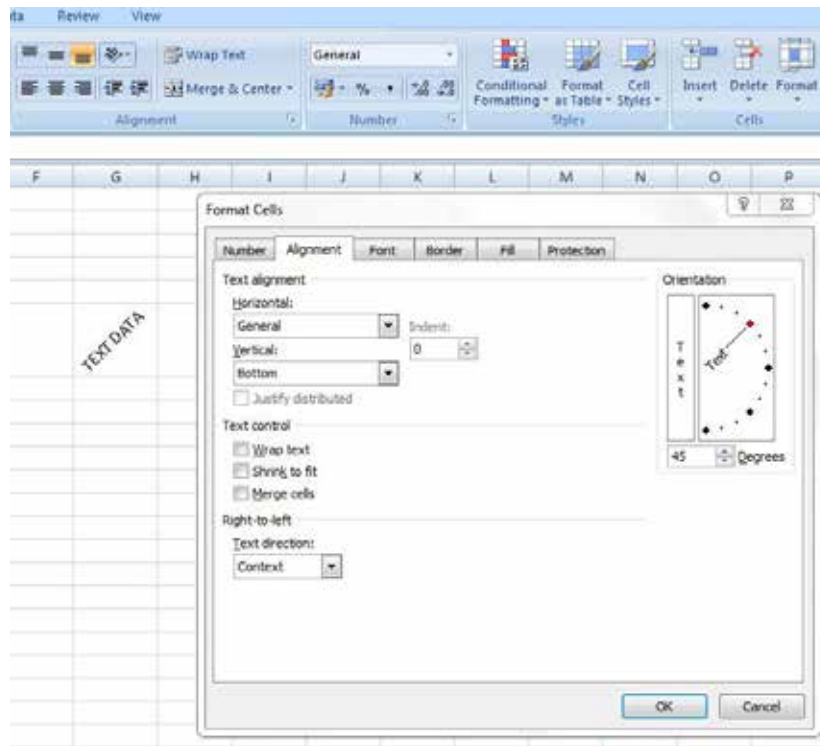 ta Review View
Wrap Text General
Merge & Center % Conditional Formatting Format as Table Cell Styles Insert Delete Format
Alignment Number Styles Cells
F G H I J K L M N O P
Format Cells
Number Alignment Font Border Fill Protection
Text alignment Orientation
Horizontal:
General Indent:
TEXT DATA
Vertical: 0
Bottom
Text
Text
Justify distributed
Text control
Wrap text 45 Degrees
Shrink to fit
Merge cells
Right-to-left
Text direction:
Context
OK Cancel